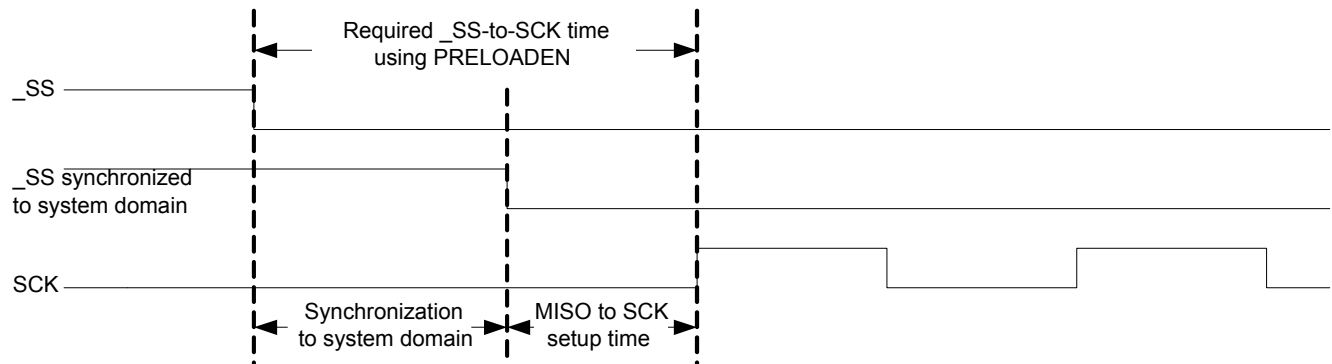 Required _SS-to-SCK time
using PRELOADEN
_SS
_SS synchronized
to system domain
SCK
Synchronization
to system domain
MISO to SCK
setup time